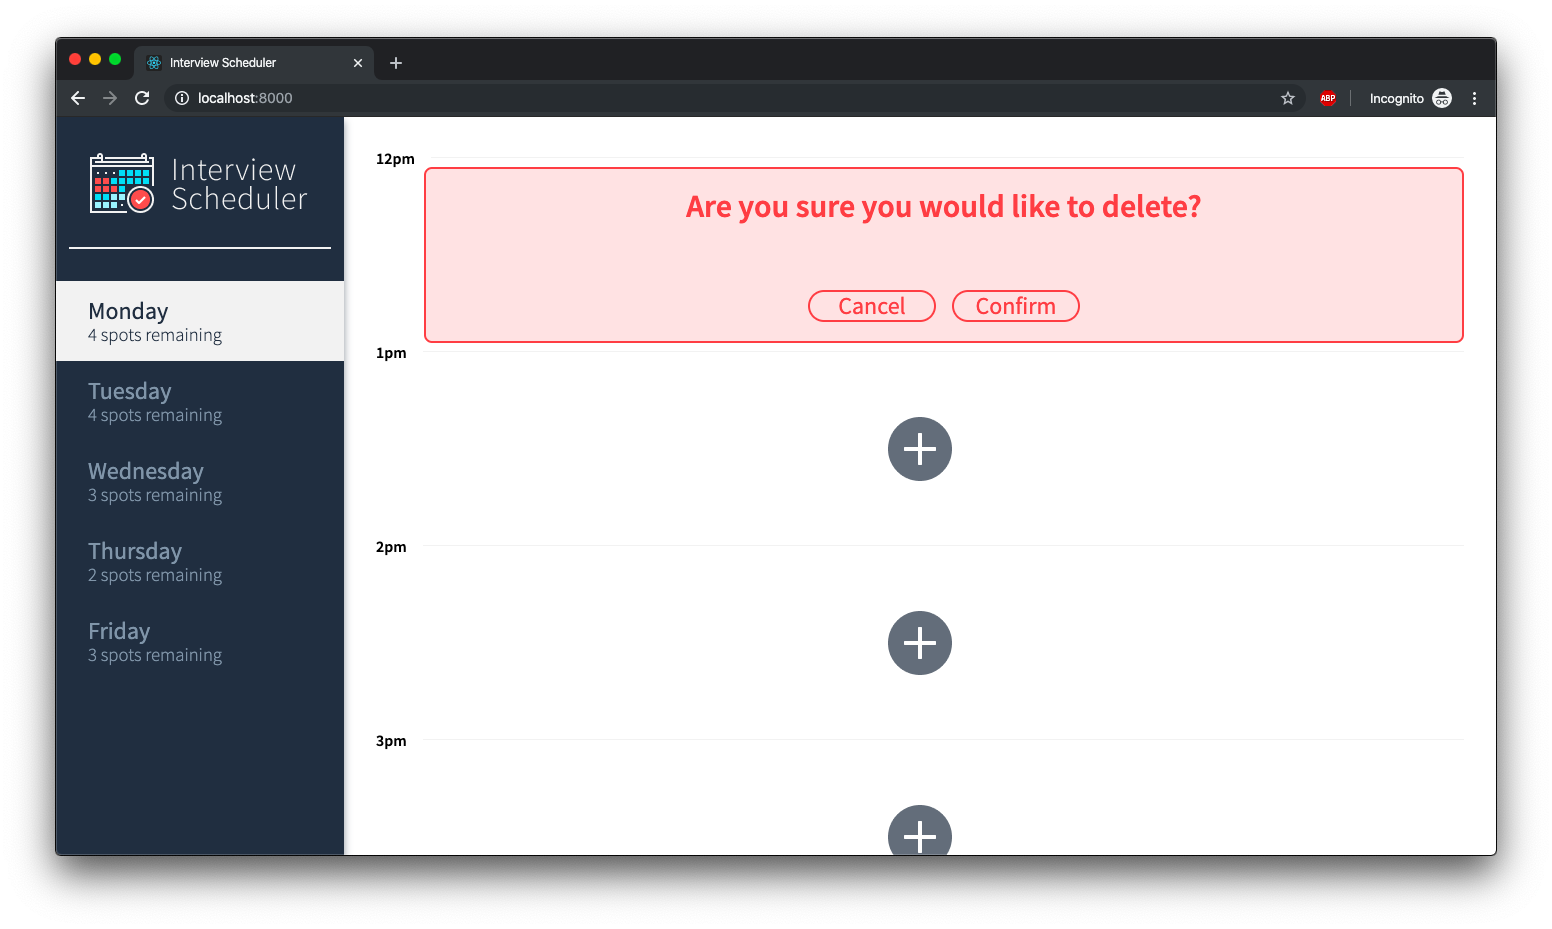 Interview Scheduler
localhost:8000
ABP
Incognito
Interview
Scheduler
Monday
4 spots remaining
Tuesday
4 spots remaining
Wednesday
3 spots remaining
Thursday
2 spots remaining
Friday
3 spots remaining
12pm
Are you sure you would like to delete?
Cancel Confirm
1pm
2pm
3pm